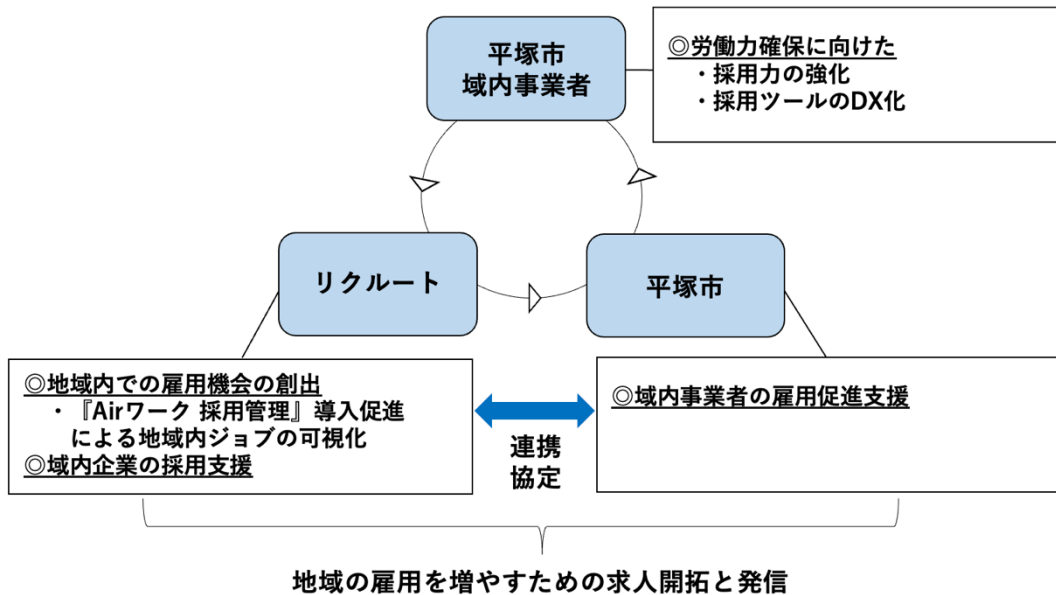 平塚市
域内事業者
◎労働力確保に向けた
・採用力の強化
・採用ツールのDX化
リクルート
平塚市
◎地域内での雇用機会の創出
・『Airワーク 採用管理』導入促進
による地域内ジョブの可視化
◎域内企業の採用支援
連携
協定
◎域内事業者の雇用促進支援
地域の雇用を増やすための求人開拓と発信